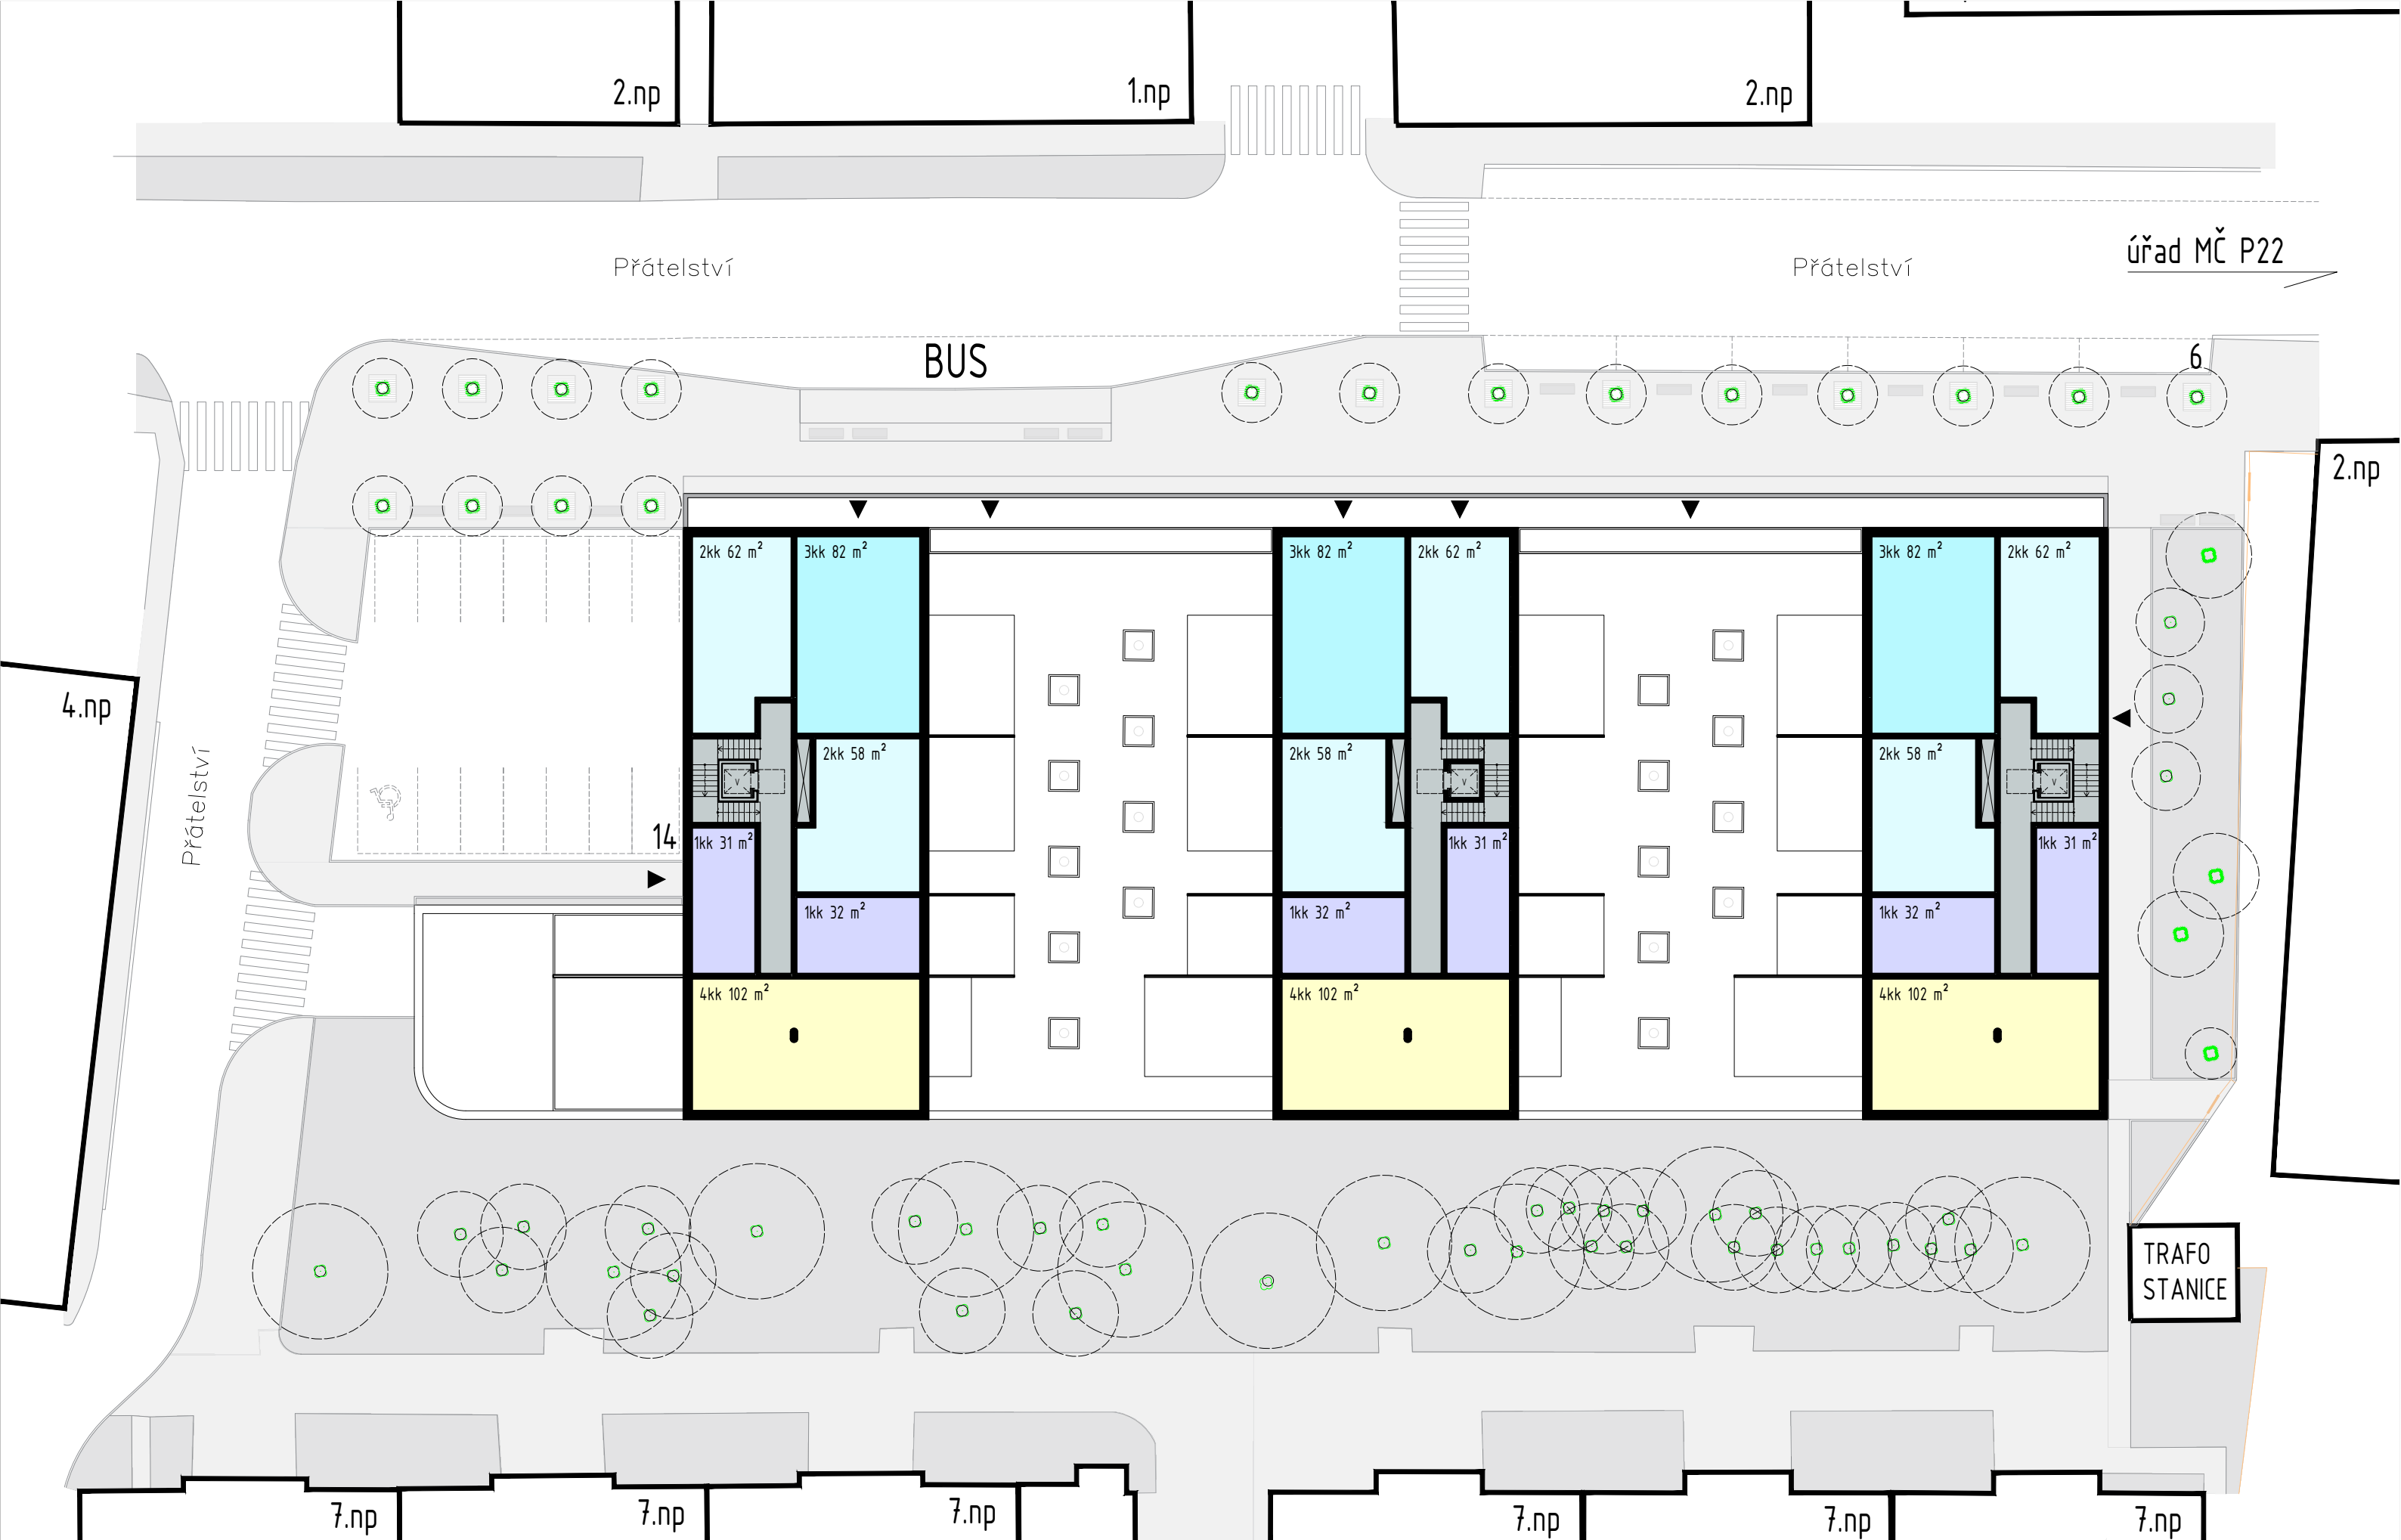 2.np
1.np
2.np
Přátelství
Přátelství
úřad MČ P22
BUS
6
2.np
2kk 62 m²
3kk 82 m²
3kk 82 m²
2kk 62 m²
3kk 82 m²
2kk 62 m²
4.np
Přátelství
2kk 58 m²
2kk 58 m²
2kk 58 m²
V
V
V
14
1kk 31 m²
1kk 31 m²
1kk 31 m²
1kk 32 m²
1kk 32 m²
1kk 32 m²
4kk 102 m²
4kk 102 m²
4kk 102 m²
TRAFO
STANICE
7.np
7.np
7.np
7.np
7.np
7.np